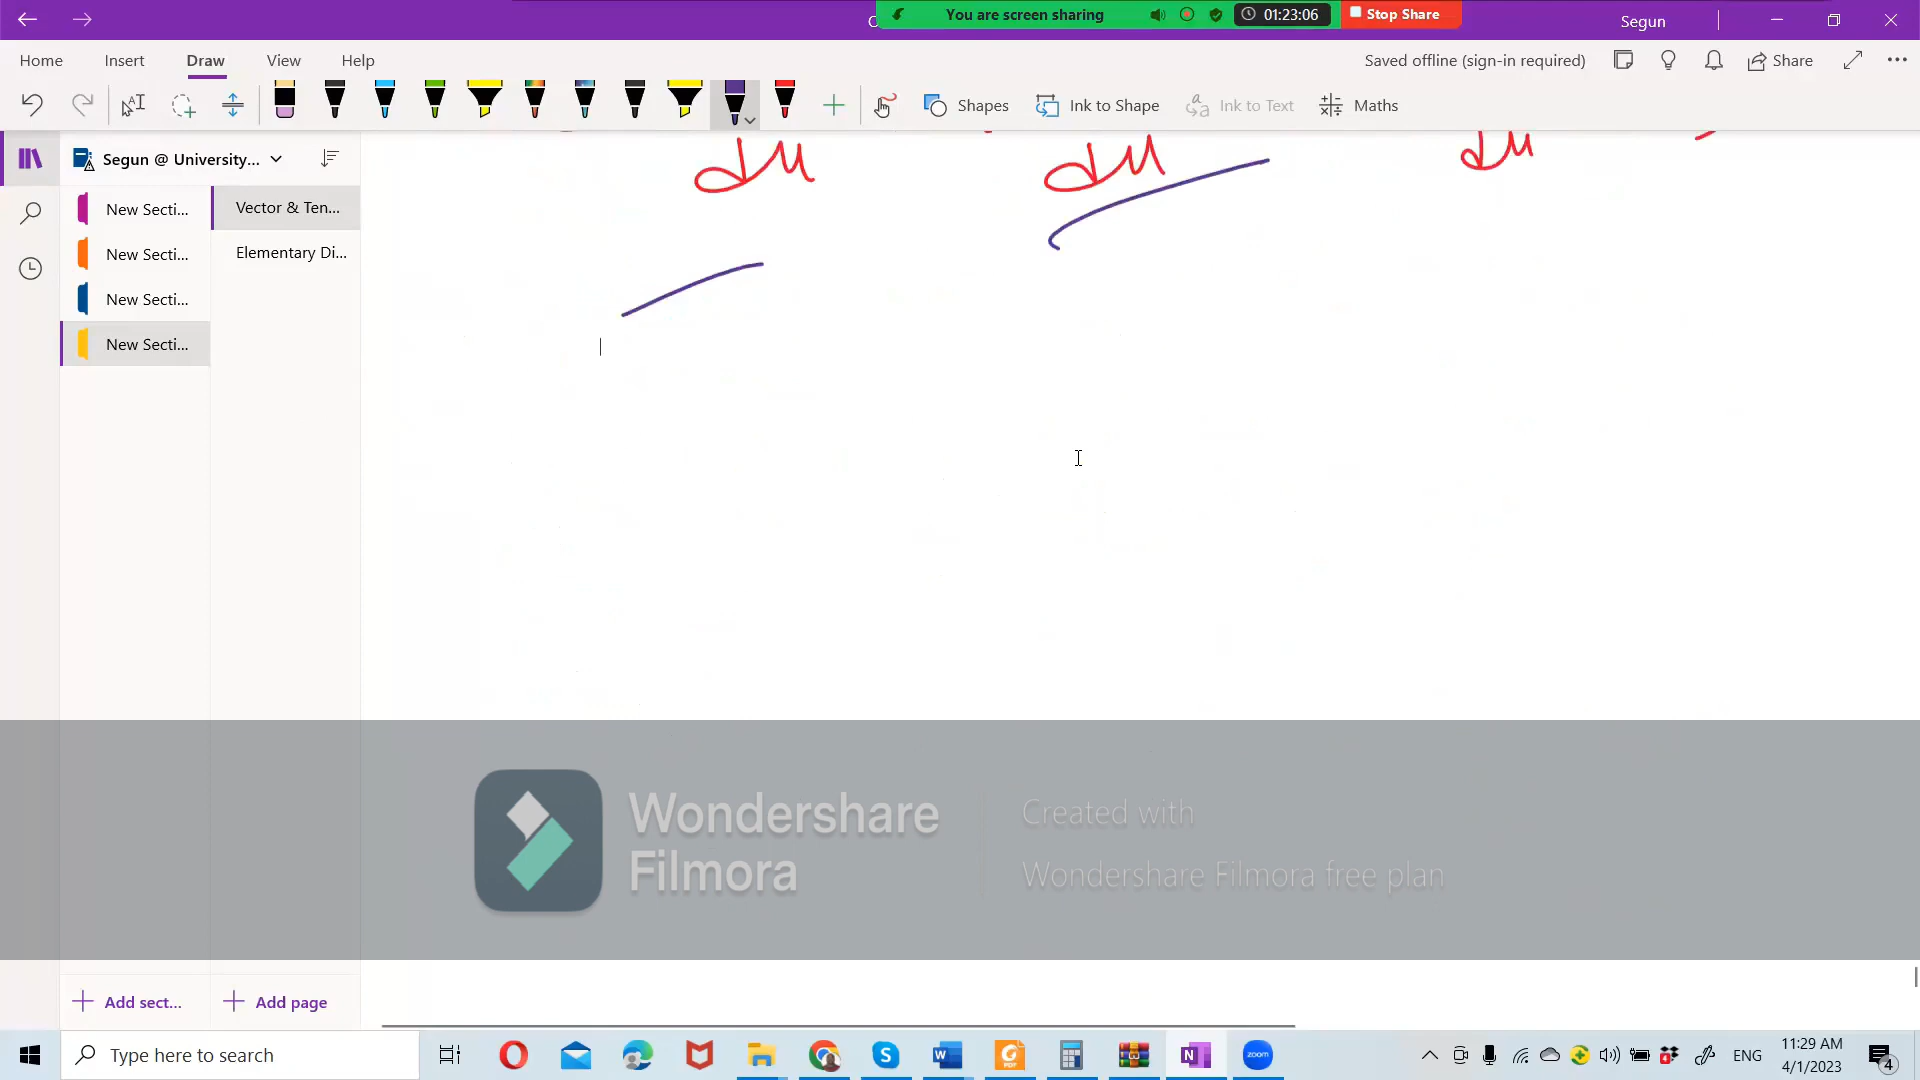 You are screen sharing
01:23:06
Stop Share
Segun
Home
Insert
Draw
View
Help
Saved offline (sign-in required)
Share
Shapes
Ink to Shape
Ink to Text
Maths
Segun @ University...
New Secti...
New Secti...
New Secti...
New Secti...
Vector & Ten...
Elementary Di...
du
du
du
Wondershare
Filmora
Created with
Wondershare Filmora free plan
Add sect...
Add page
Type here to search
zoom
ENG
11:29 AM
4/1/2023
4